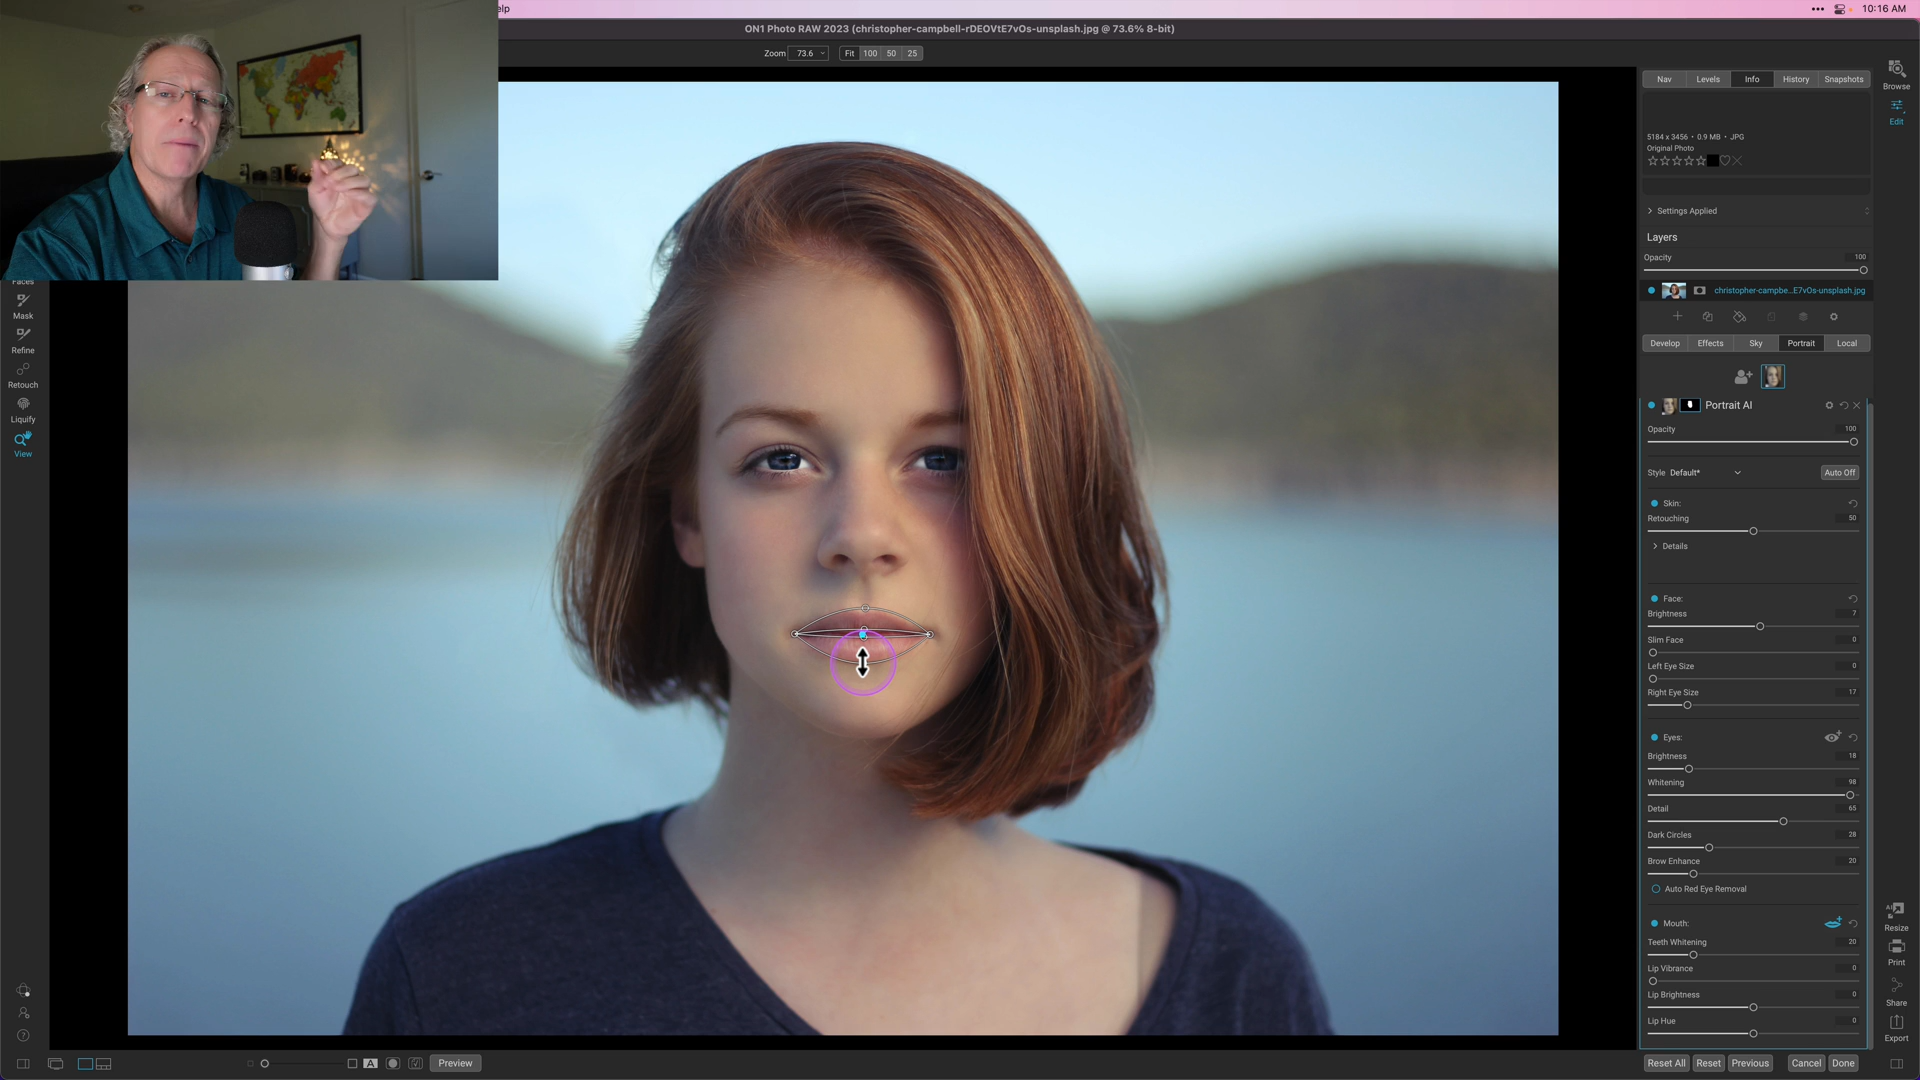 elp
10:16 AM
ON1 Photo RAW 2023 (christopher-campbell-rDEOVtE7vOs-unsplash.jpg @ 73.6% 8-bit)
Zoom 73.6 Fit 100 50 25
Nav Levels Info History Snapshots
Browse
Edit
5184 x 3456 • 0.9 MB • JPG
Original Photo
Settings Applied
Layers
Opacity 100
christopher-campbe...E7vOs-unsplash.jpg
Develop Effects Sky Portrait Local
Portrait AI
Opacity 100
Style Default* Auto Off
Skin:
Retouching 50
Details
Face:
Brightness 7
Slim Face 0
Left Eye Size 0
Right Eye Size 17
Eyes:
Brightness 18
Whitening 98
Detail 65
Dark Circles 28
Brow Enhance 20
Auto Red Eye Removal
Mouth:
Teeth Whitening 20
Lip Vibrance 0
Lip Brightness 0
Lip Hue 0
Faces
Mask
Refine
Retouch
Liquify
View
AI
Resize
Print
Share
Export
A
Preview
Reset All Reset Previous Cancel Done